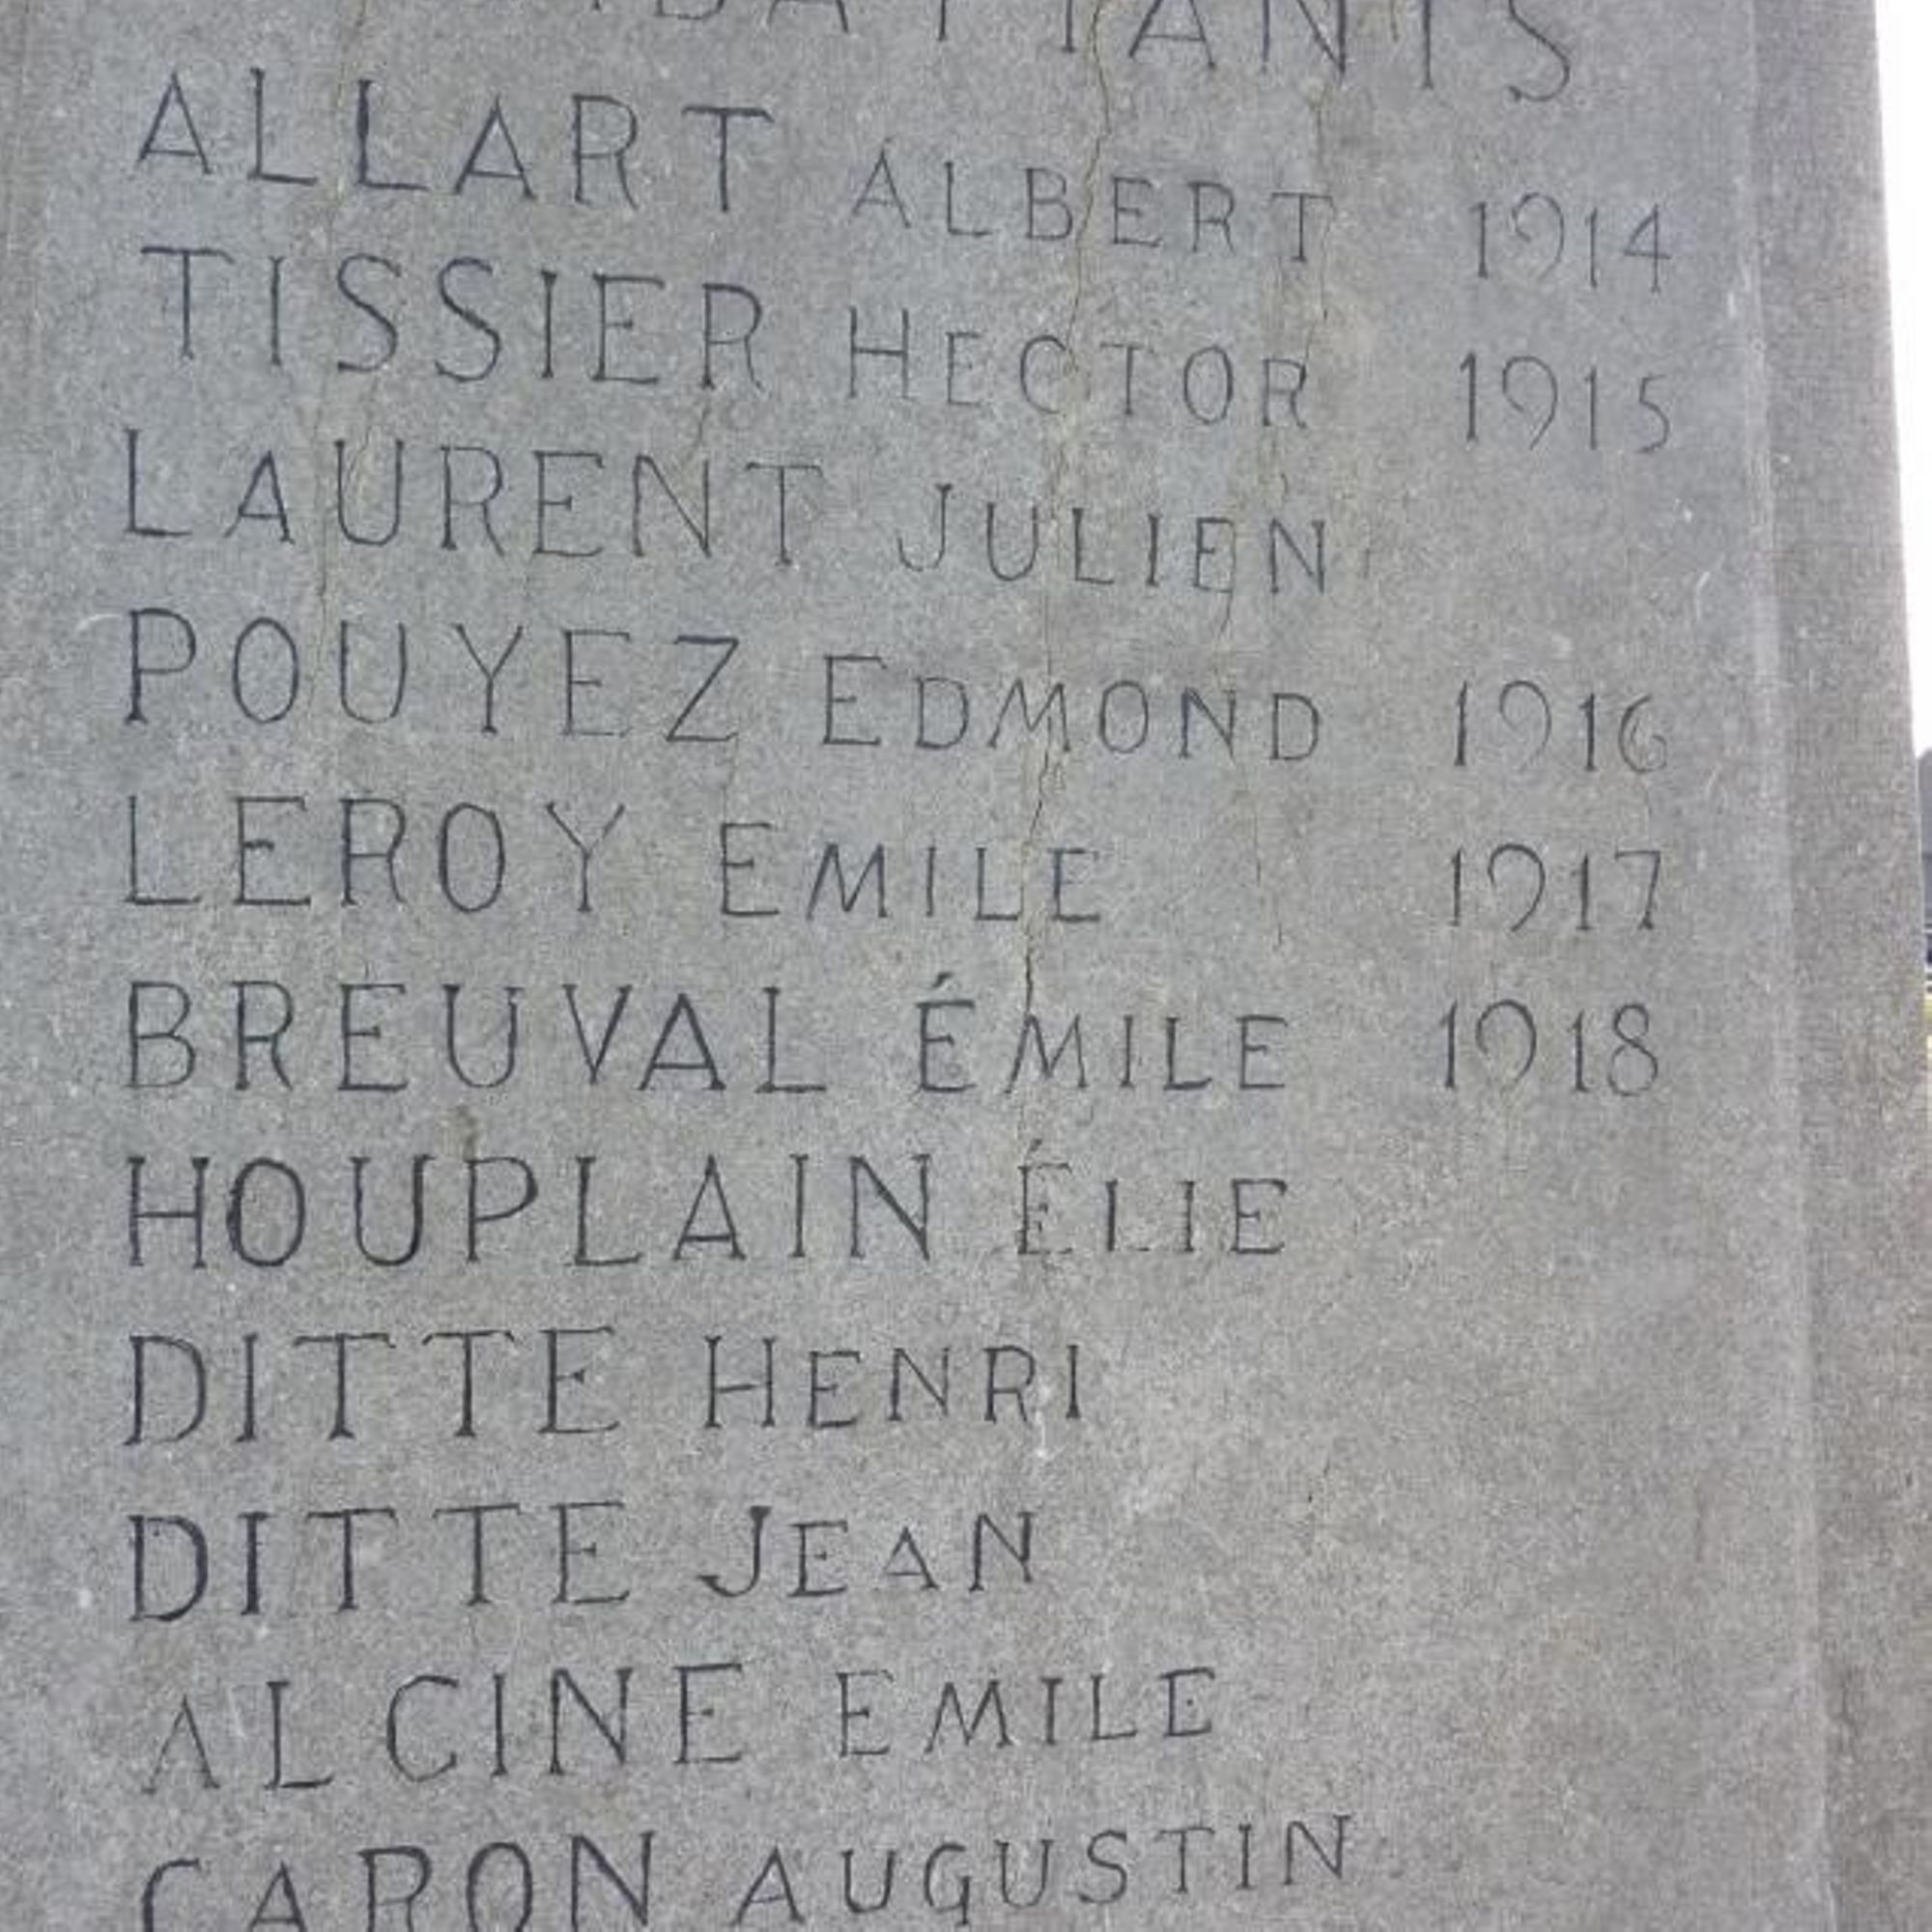 ALLART ALBERT 1914
TISSIER HECTOR 1915
LAURENT JULIEN
POUYEZ EDMOND 1916
LEROY EMILE 1917
BREUVAL ÉMILE 1918
HOUPLAIN ÉLIE
DITTE HENRI
DITTE JEAN
ALCINE EMILE
CARON AUGUSTIN